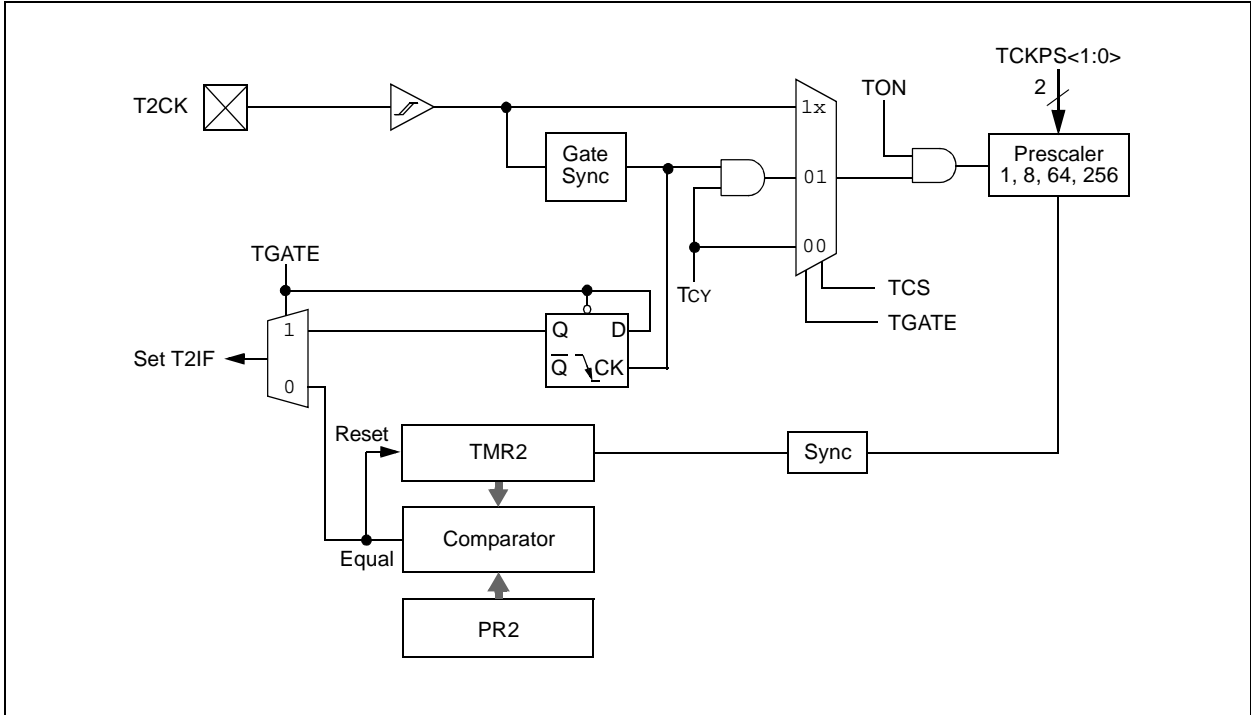 TCKPS<1:0>
2
TON
T2CK
1x
Gate
Sync
Prescaler
1, 8, 64, 256
01
00
TGATE
TCY
TCS
TGATE
1
Q D
Set T2IF
Q CK
0
Reset
TMR2
Sync
Comparator
Equal
PR2